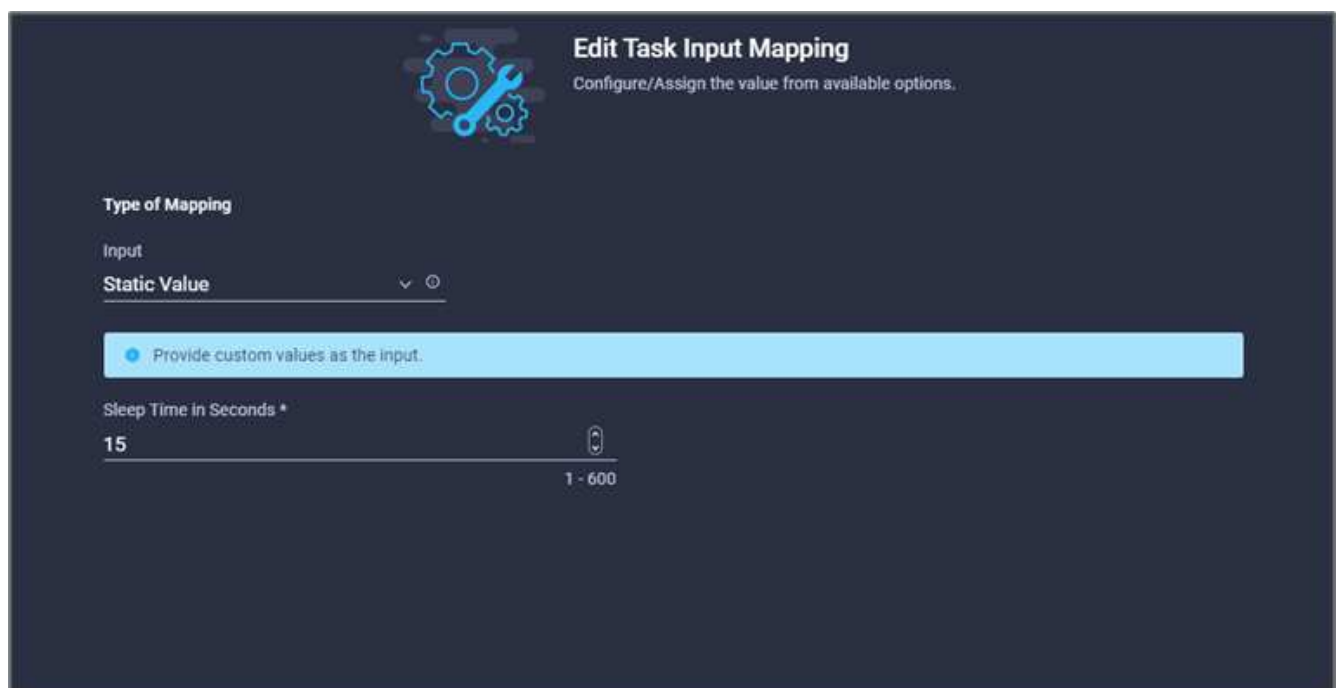 Edit Task Input Mapping
Configure/Assign the value from available options.
Type of Mapping
Input
Static Value
Provide custom values as the input.
Sleep Time in Seconds *
15
1 - 600